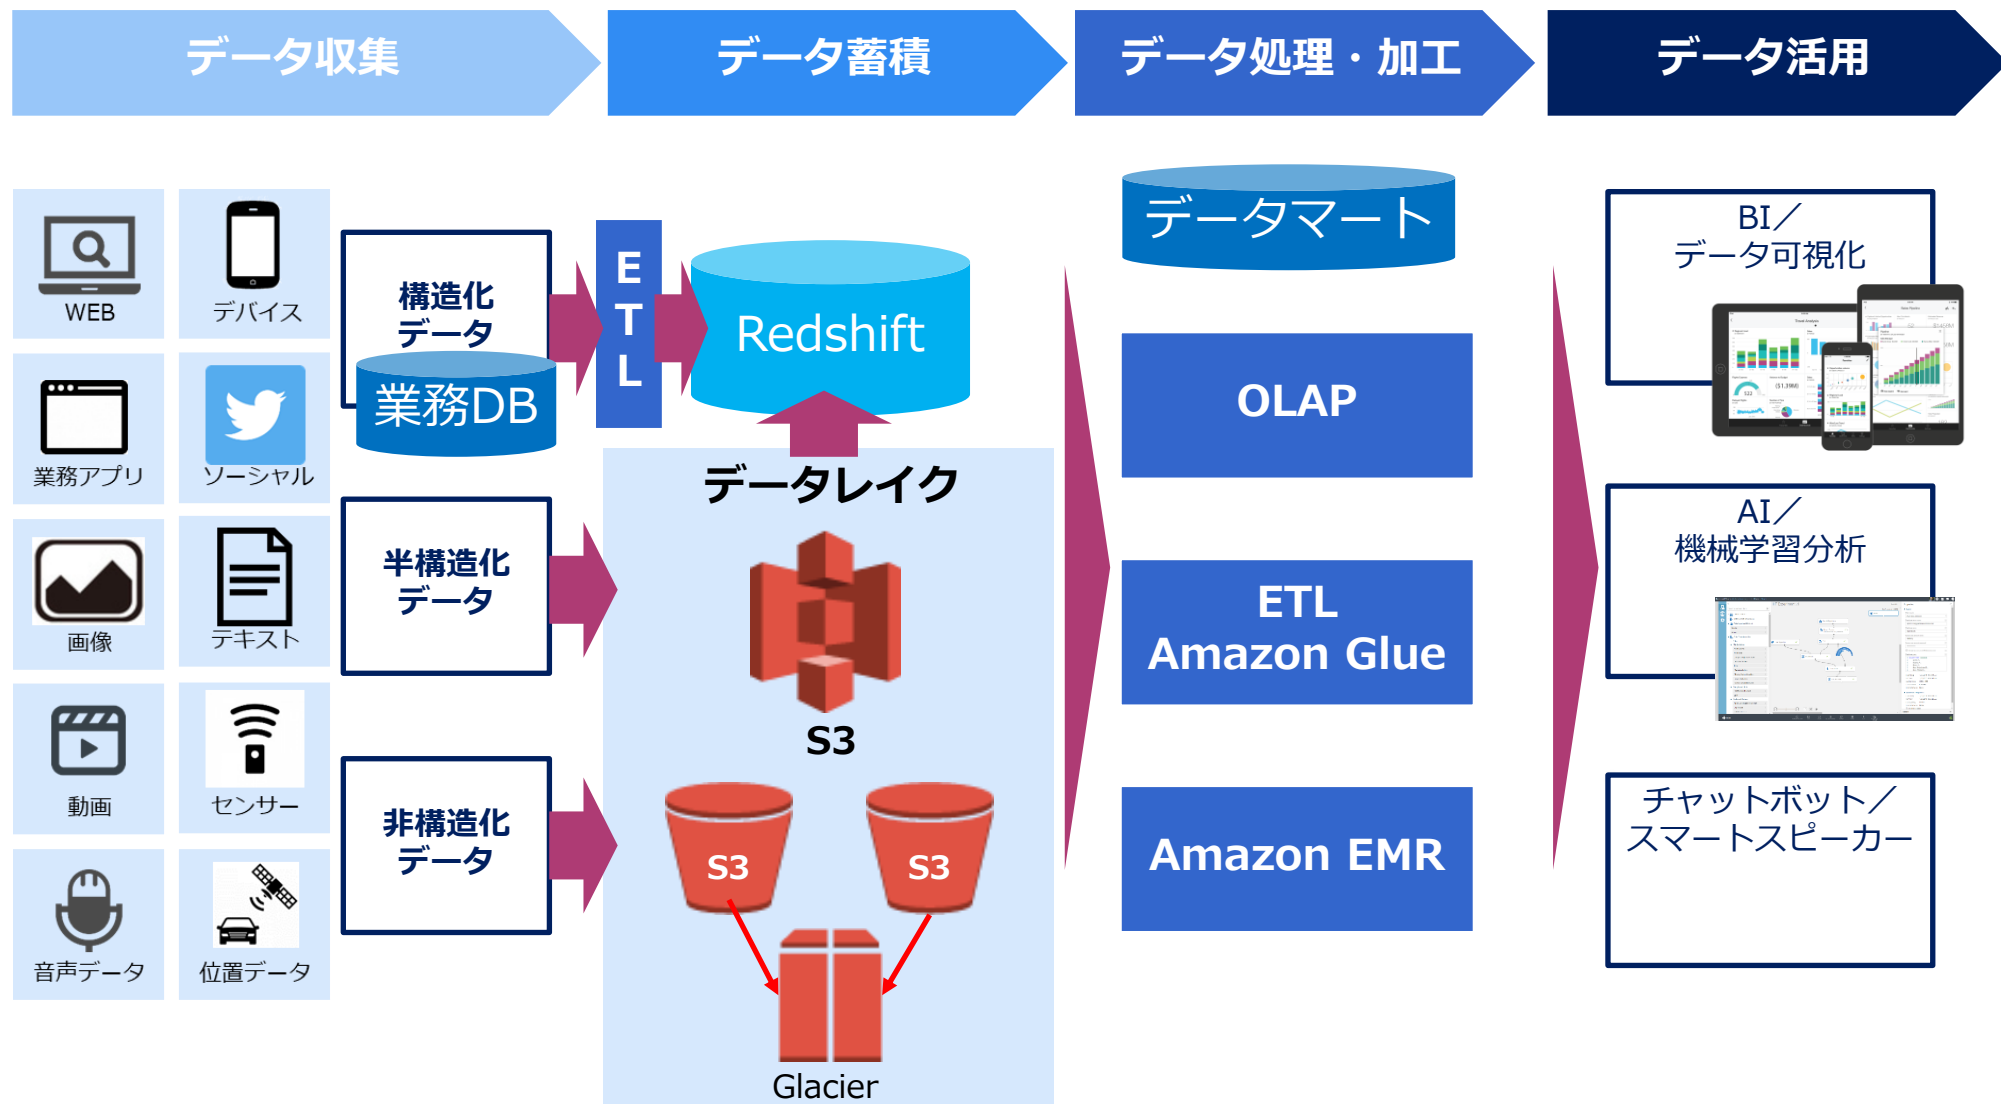 データ収集
データ蓄積
データ処理・加工
データ活用
WEB
デバイス
業務アプリ
ソーシャル
画像
テキスト
動画
センサー
音声データ
位置データ
構造化
データ
業務DB
半構造化
データ
非構造化
データ
E
T
L
Redshift
データレイク
S3
S3
S3
Glacier
データマート
OLAP
ETL
Amazon Glue
Amazon EMR
BI／
データ可視化
AI／
機械学習分析
チャットボット／
スマートスピーカー